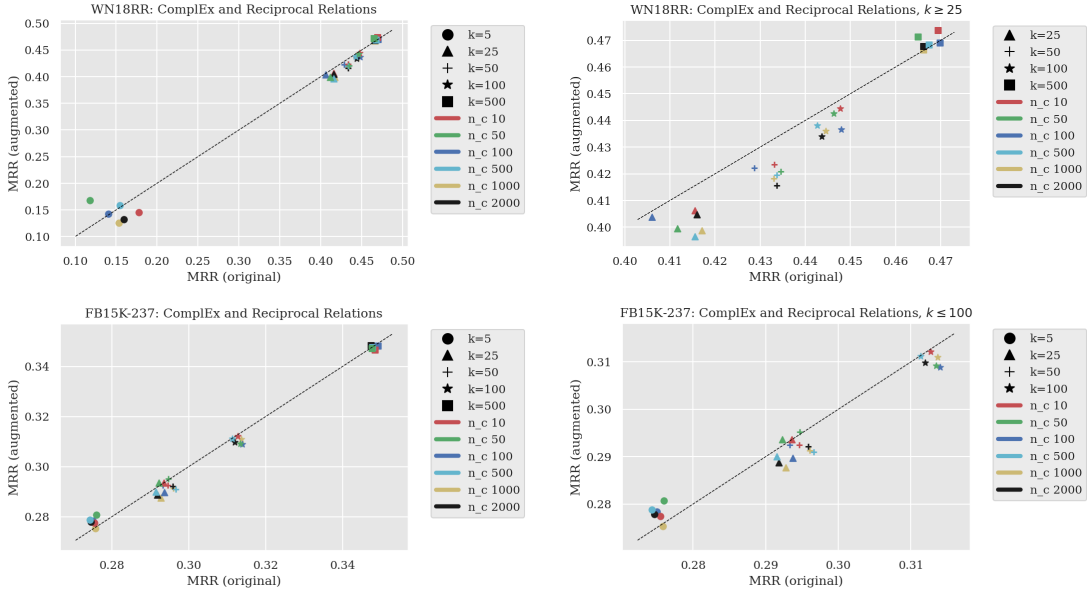 WN18RR: ComplEx and Reciprocal Relations
MRR (augmented)
0.50
0.45
0.40
0.35
0.30
0.25
0.20
0.15
0.10
0.10 0.15 0.20 0.25 0.30 0.35 0.40 0.45 0.50
MRR (original)
k=5
k=25
k=50
k=100
k=500
n_c 10
n_c 50
n_c 100
n_c 500
n_c 1000
n_c 2000
WN18RR: ComplEx and Reciprocal Relations, k ≥ 25
MRR (augmented)
0.47
0.46
0.45
0.44
0.43
0.42
0.41
0.40
0.40 0.41 0.42 0.43 0.44 0.45 0.46 0.47
MRR (original)
k=25
k=50
k=100
k=500
n_c 10
n_c 50
n_c 100
n_c 500
n_c 1000
n_c 2000
FB15K-237: ComplEx and Reciprocal Relations
MRR (augmented)
0.34
0.32
0.30
0.28
0.28 0.30 0.32 0.34
MRR (original)
k=5
k=25
k=50
k=100
k=500
n_c 10
n_c 50
n_c 100
n_c 500
n_c 1000
n_c 2000
FB15K-237: ComplEx and Reciprocal Relations, k ≤ 100
MRR (augmented)
0.31
0.30
0.29
0.28
0.28 0.29 0.30 0.31
MRR (original)
k=5
k=25
k=50
k=100
n_c 10
n_c 50
n_c 100
n_c 500
n_c 1000
n_c 2000